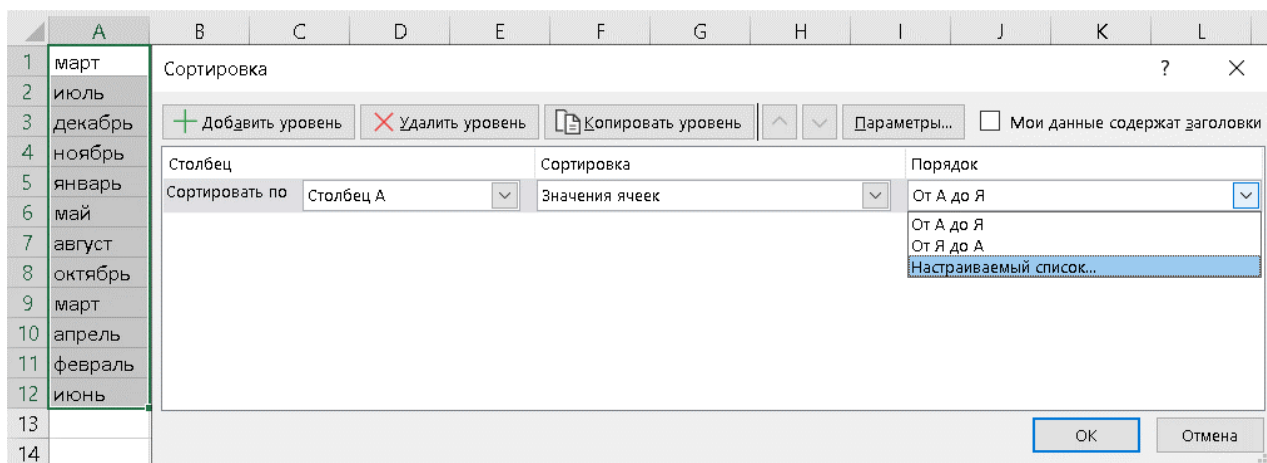 A B C D E F G H I J K L
1 март
Сортировка ? ×
2 июль
3 декабрь
Добавить уровень Удалить уровень Копировать уровень Параметры... Мои данные содержат заголовки
4 ноябрь
Столбец Сортировка Порядок
5 январь
Сортировать по Столбец A Значения ячеек От А до Я
6 май
От А до Я
7 август
От Я до А
8 октябрь
Настраиваемый список...
9 март
10 апрель
11 февраль
12 июнь
13
ОК Отмена
14